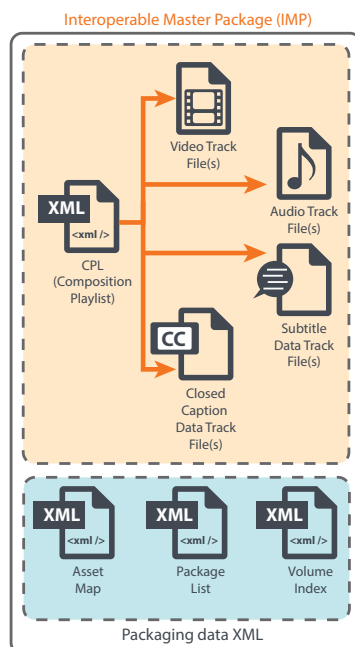 Interoperable Master Package (IMP)
Video Track
File(s)
Audio Track
File(s)
XML
<xml />
CPL
(Composition
Playlist)
Subtitle
Data Track
File(s)
CC
Closed
Caption
Data Track
File(s)
XML
<xml />
Asset
Map
XML
<xml />
Package
List
XML
<xml />
Volume
Index
Packaging data XML